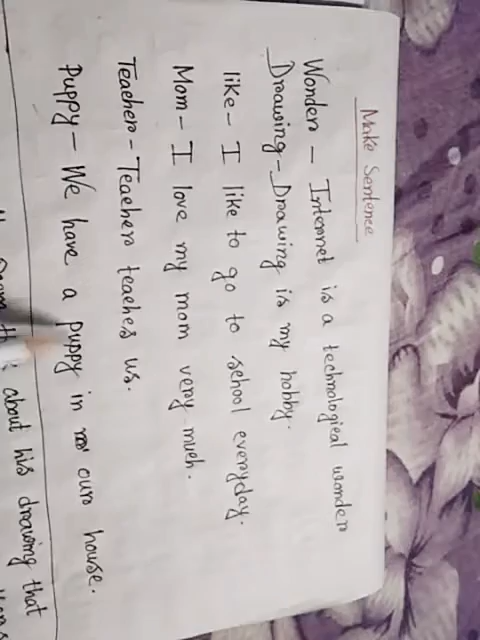 Make Sentence
Wonder - Internet is a technological wonder
Drawing - Drawing is my hobby.
like - I like to go to school everyday.
Mom - I love my mom very much.
Teacher - Teacher teaches us.
Puppy - We have a puppy in our house.
about his drawing that